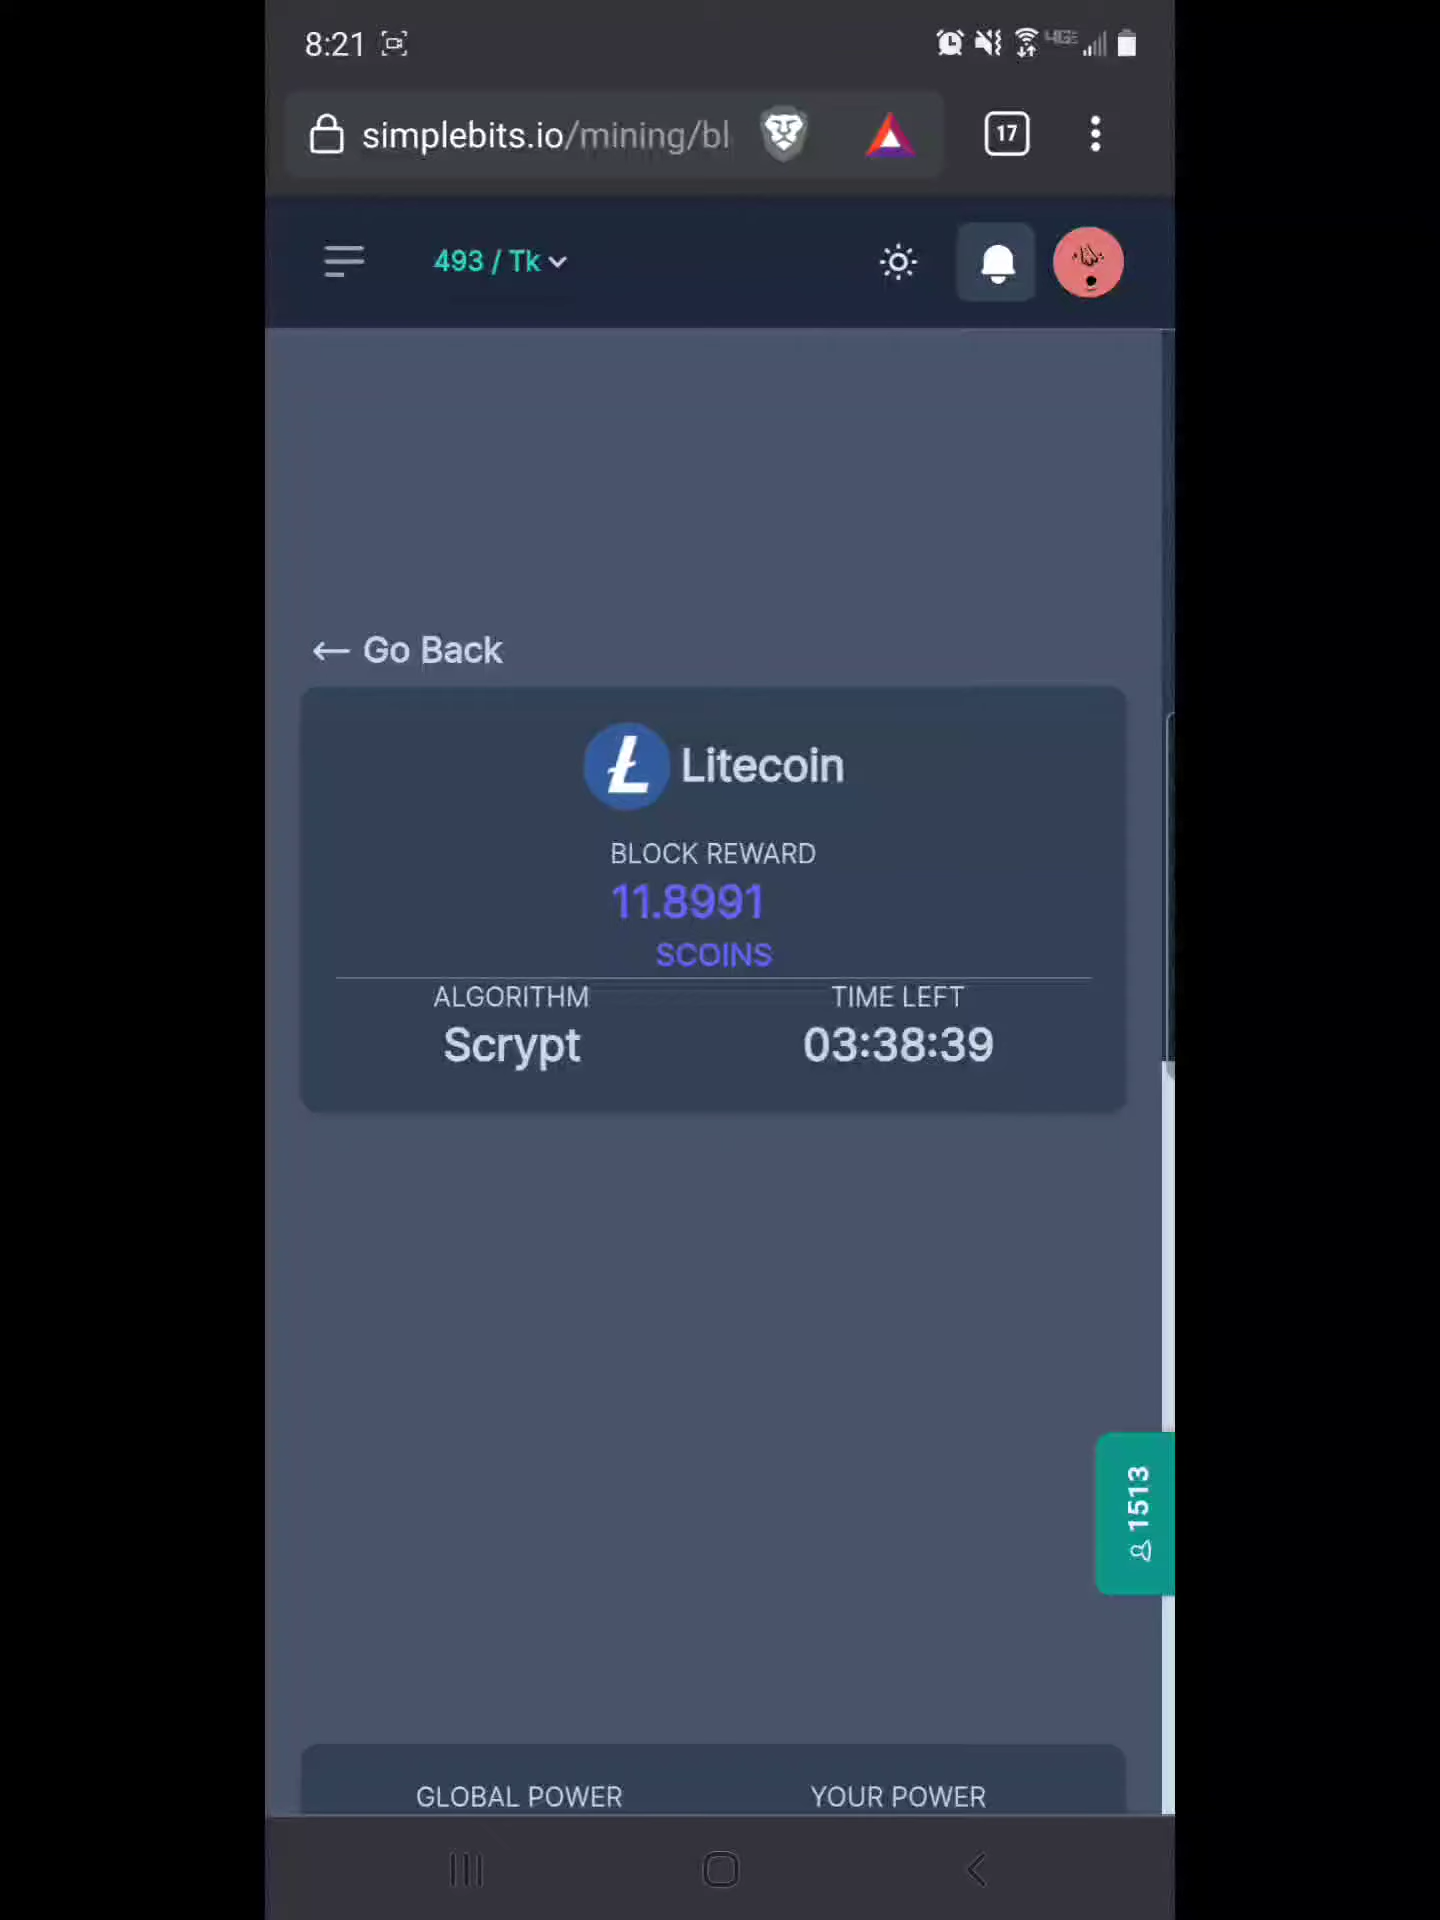 8:21
simplebits.io/mining/bl
17
493 / Tk
← Go Back
Litecoin
BLOCK REWARD
11.8991
SCOINS
ALGORITHM
TIME LEFT
Scrypt
03:38:39
1513
GLOBAL POWER
YOUR POWER